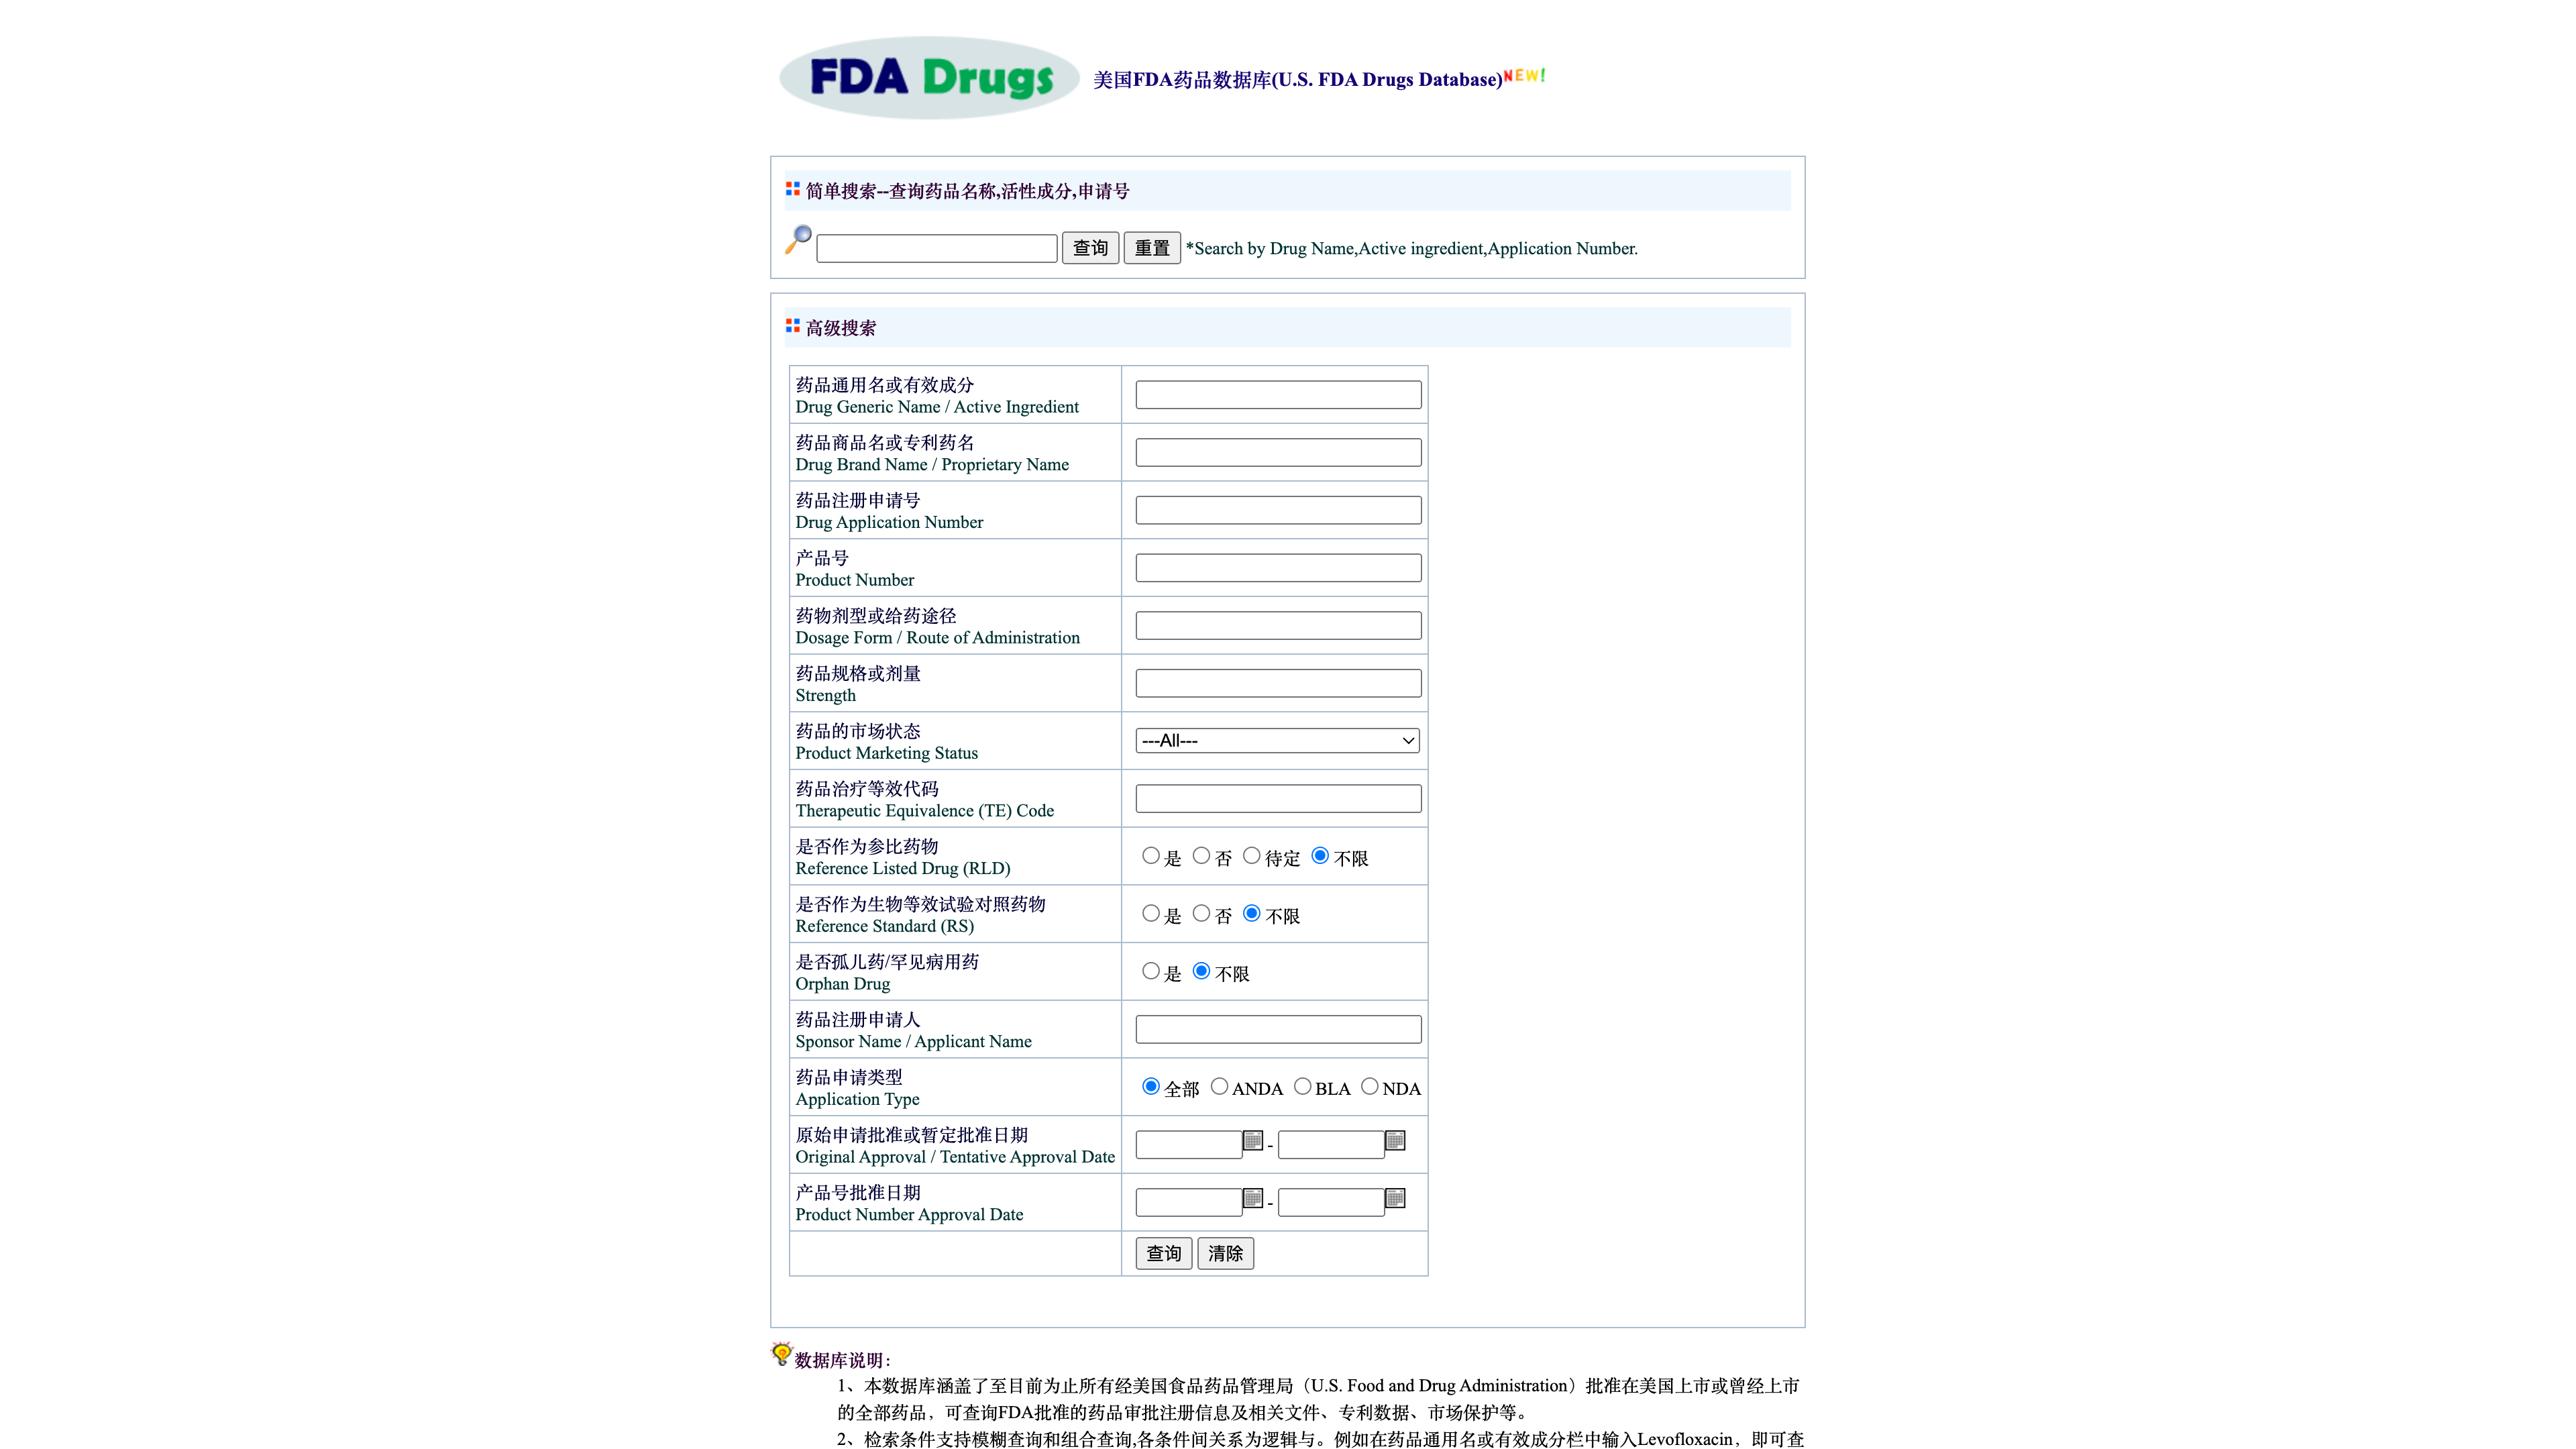 FDA Drugs
美国FDA药品数据库(U.S. FDA Drugs Database)NEW!
简单搜索--查询药品名称,活性成分,申请号
查询 重置 *Search by Drug Name,Active ingredient,Application Number.
高级搜索
药品通用名或有效成分
Drug Generic Name / Active Ingredient
药品商品名或专利药名
Drug Brand Name / Proprietary Name
药品注册申请号
Drug Application Number
产品号
Product Number
药物剂型或给药途径
Dosage Form / Route of Administration
药品规格或剂量
Strength
药品的市场状态
Product Marketing Status
---All---
药品治疗等效代码
Therapeutic Equivalence (TE) Code
是否作为参比药物
Reference Listed Drug (RLD)
是 否 待定 不限
是否作为生物等效试验对照药物
Reference Standard (RS)
是 否 不限
是否孤儿药/罕见病用药
Orphan Drug
是 不限
药品注册申请人
Sponsor Name / Applicant Name
药品申请类型
Application Type
全部 ANDA BLA NDA
原始申请批准或暂定批准日期
Original Approval / Tentative Approval Date
-
产品号批准日期
Product Number Approval Date
-
查询 清除
数据库说明：
1、本数据库涵盖了至目前为止所有经美国食品药品管理局（U.S. Food and Drug Administration）批准在美国上市或曾经上市
的全部药品，可查询FDA批准的药品审批注册信息及相关文件、专利数据、市场保护等。
2、检索条件支持模糊查询和组合查询,各条件间关系为逻辑与。例如在药品通用名或有效成分栏中输入Levofloxacin，即可查